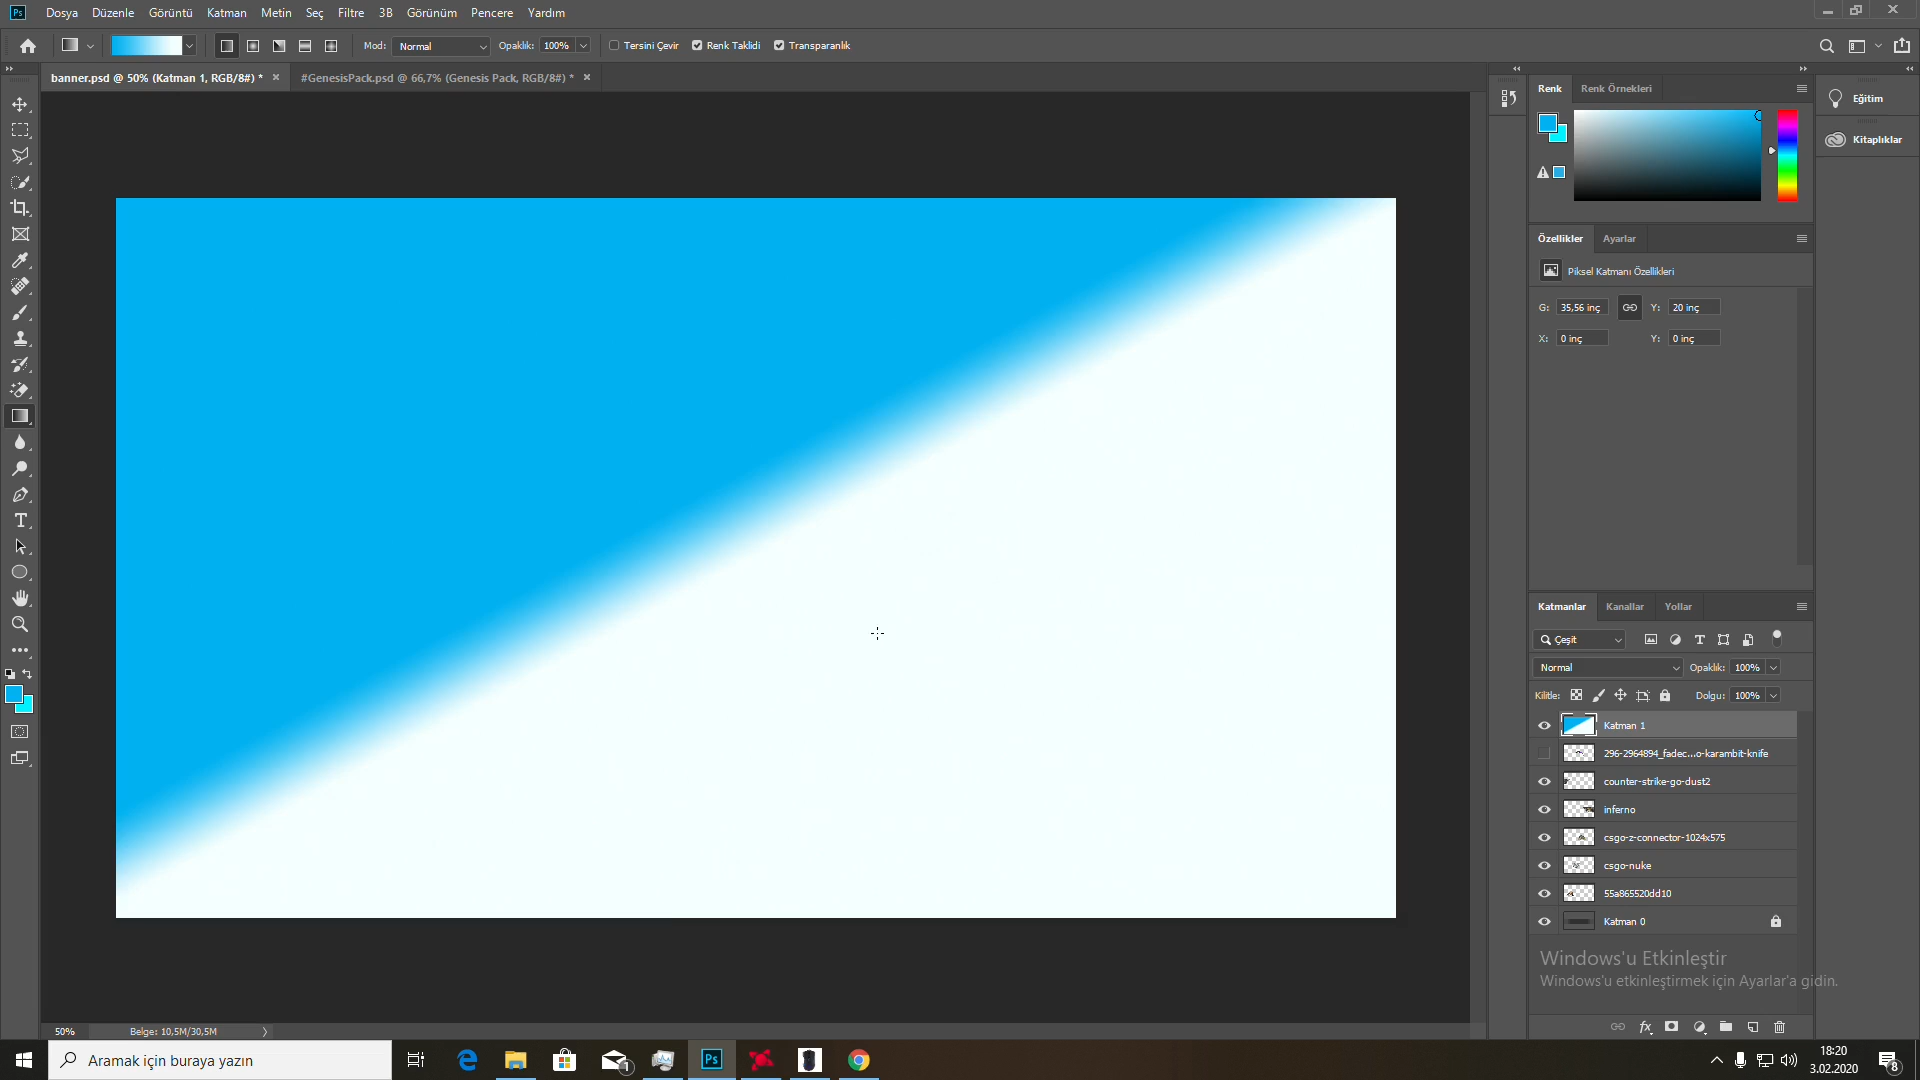 Ps Dosya Düzenle Görüntü Katman Metin Seç Filtre 3B Görünüm Pencere Yardım
Mod: Normal Opaklık: 100% Tersini Çevir Renk Taklidi Transparanlık
banner.psd @ 50% (Katman 1, RGB/8#) * #GenesisPack.psd @ 66,7% (Genesis Pack, RGB/8#) *
Renk Renk Örnekleri
Eğitim
Kitaplıklar
Özellikler Ayarlar
Piksel Katmanı Özellikleri
G: 35,56 inç Y: 20 inç
X: 0 inç Y: 0 inç
Katmanlar Kanallar Yollar
Çeşit
Normal Opaklık: 100%
Kilitle: Dolgu: 100%
Katman 1
296-2964894_fadec...o-karambit-knife
counter-strike-go-dust2
inferno
csgo-z-connector-1024x575
csgo-nuke
55a865520dd10
Katman 0
Windows'u Etkinleştir
Windows'u etkinleştirmek için Ayarlar'a gidin.
50% Belge: 10,5M/30,5M
Aramak için buraya yazın
1
Ps
18:20
3.02.2020
8